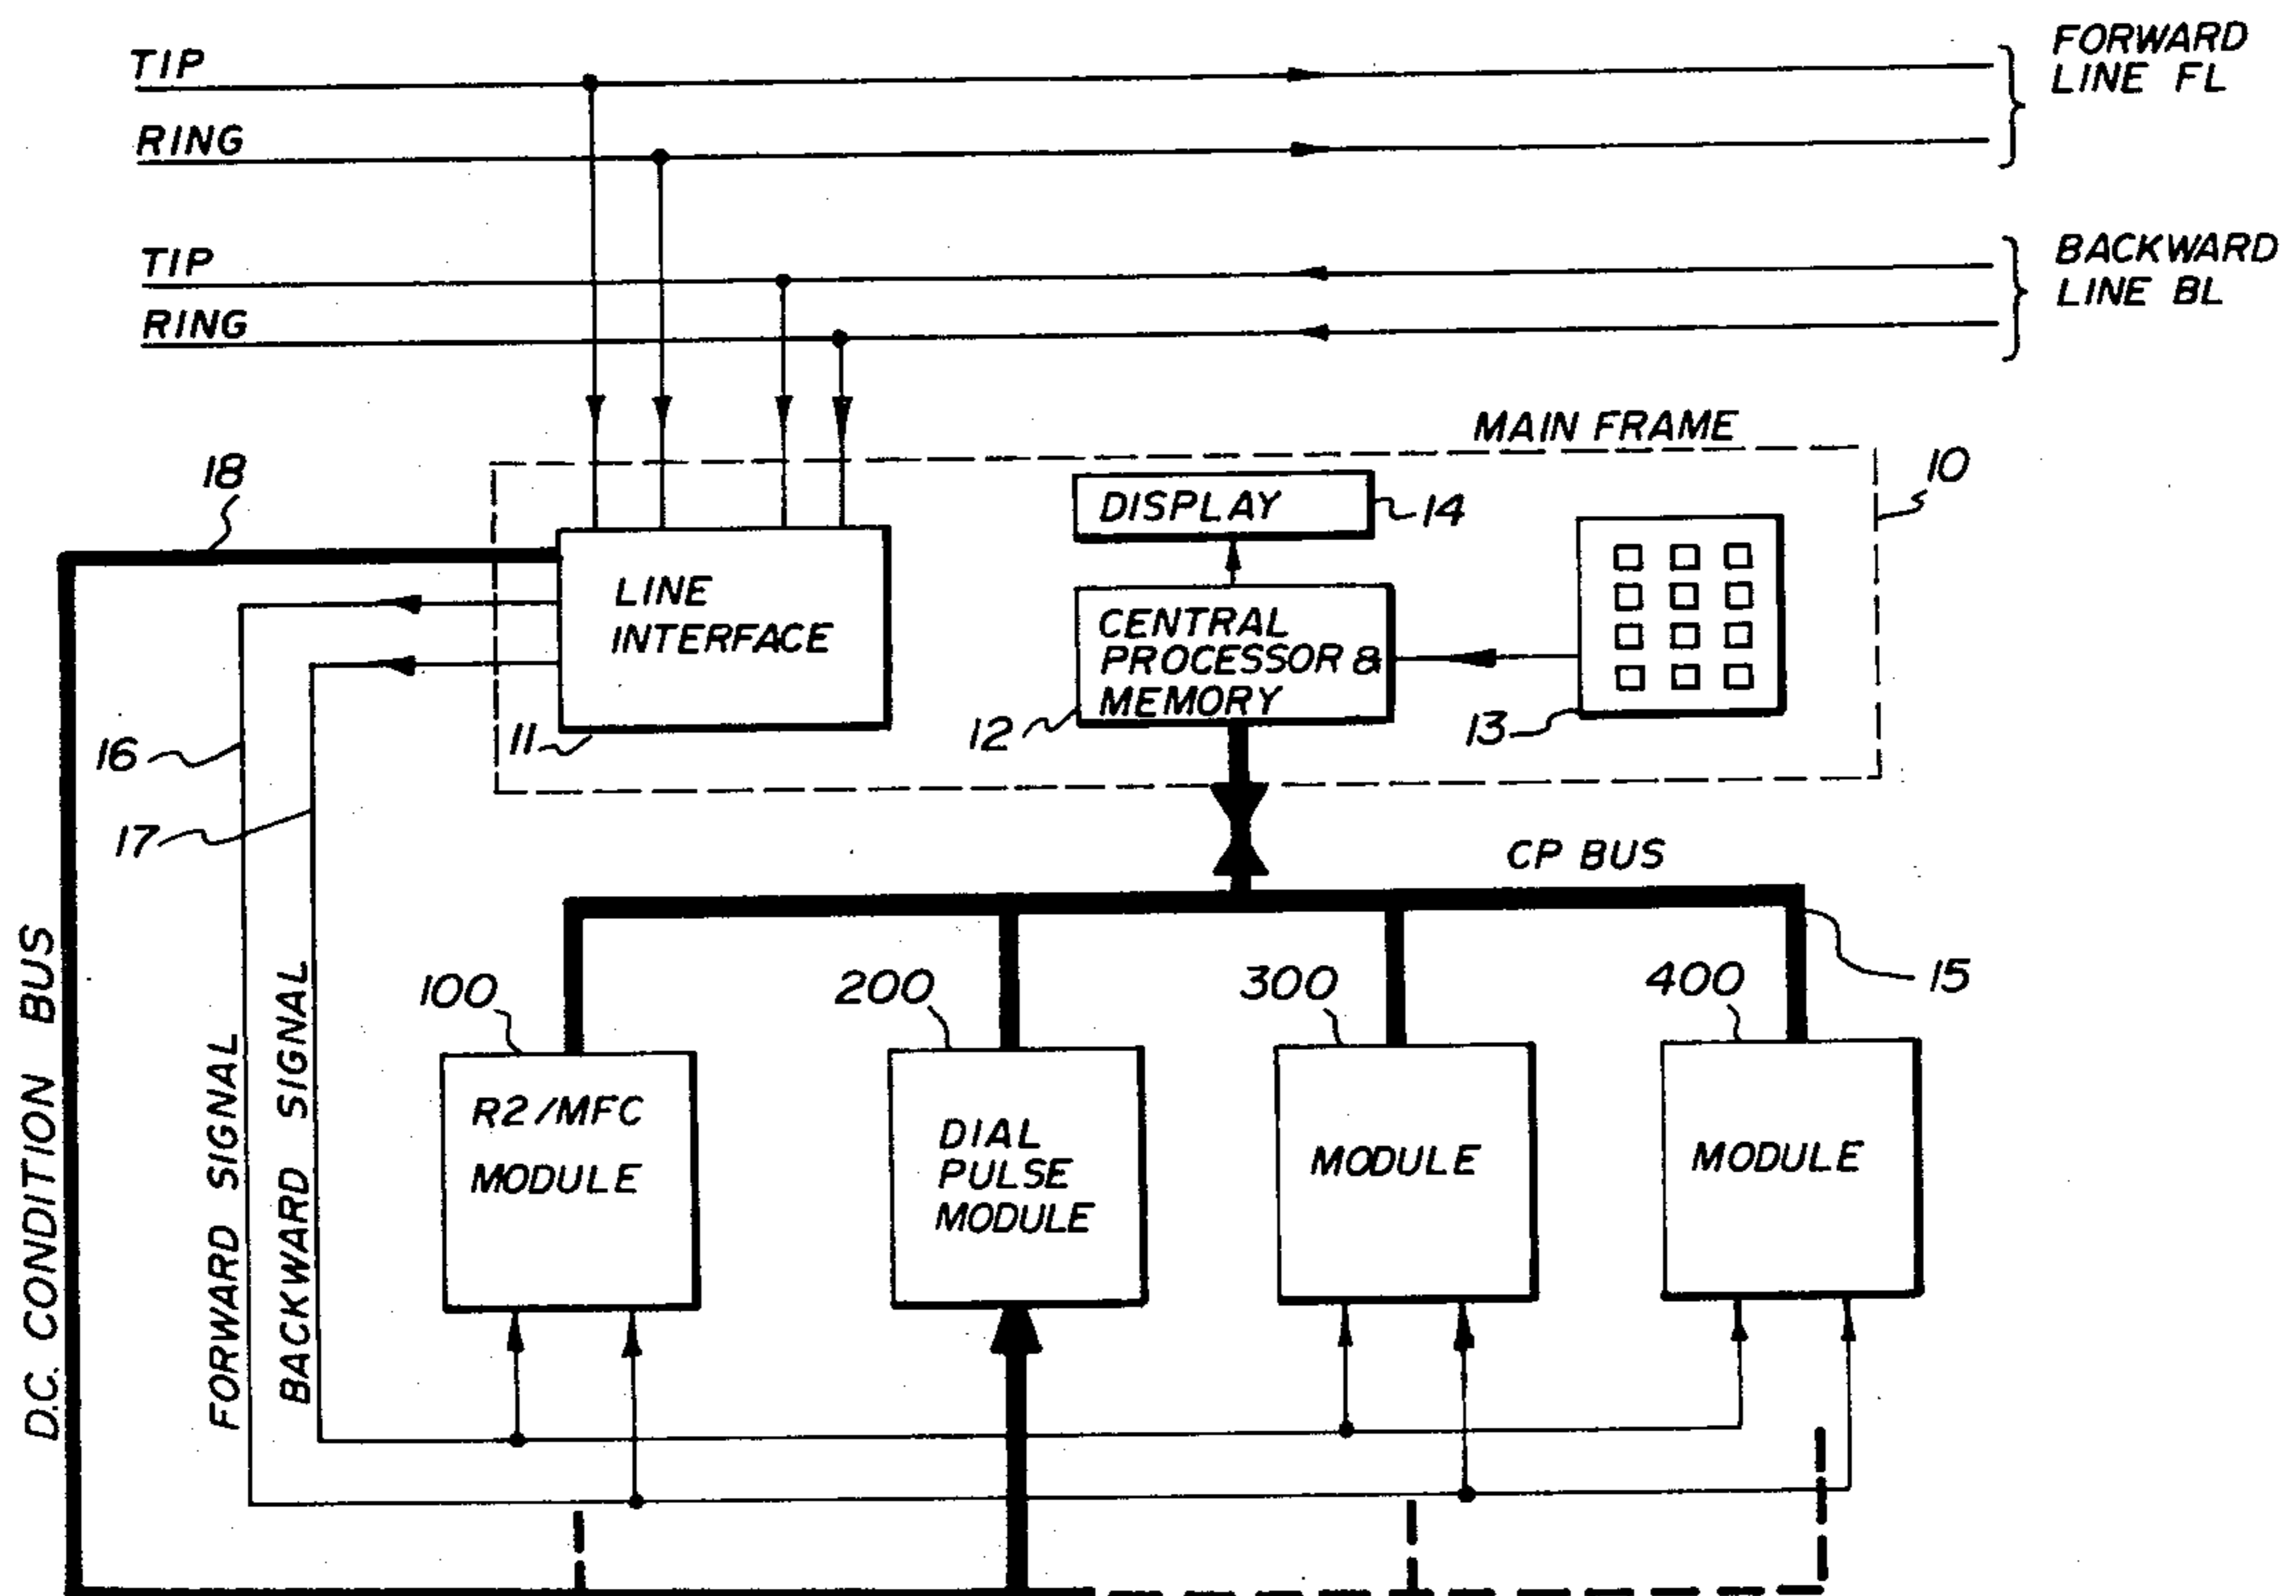 TIP
FORWARD
LINE FL
RING
TIP
BACKWARD
LINE BL
RING
MAIN FRAME
18
10
DISPLAY
14
LINE
INTERFACE
CENTRAL
PROCESSOR &
MEMORY
11
12
13
16
17
CP BUS
15
D.C. CONDITION BUS
FORWARD SIGNAL
BACKWARD SIGNAL
100
200
300
400
R2/MFC
MODULE
DIAL
PULSE
MODULE
MODULE
MODULE